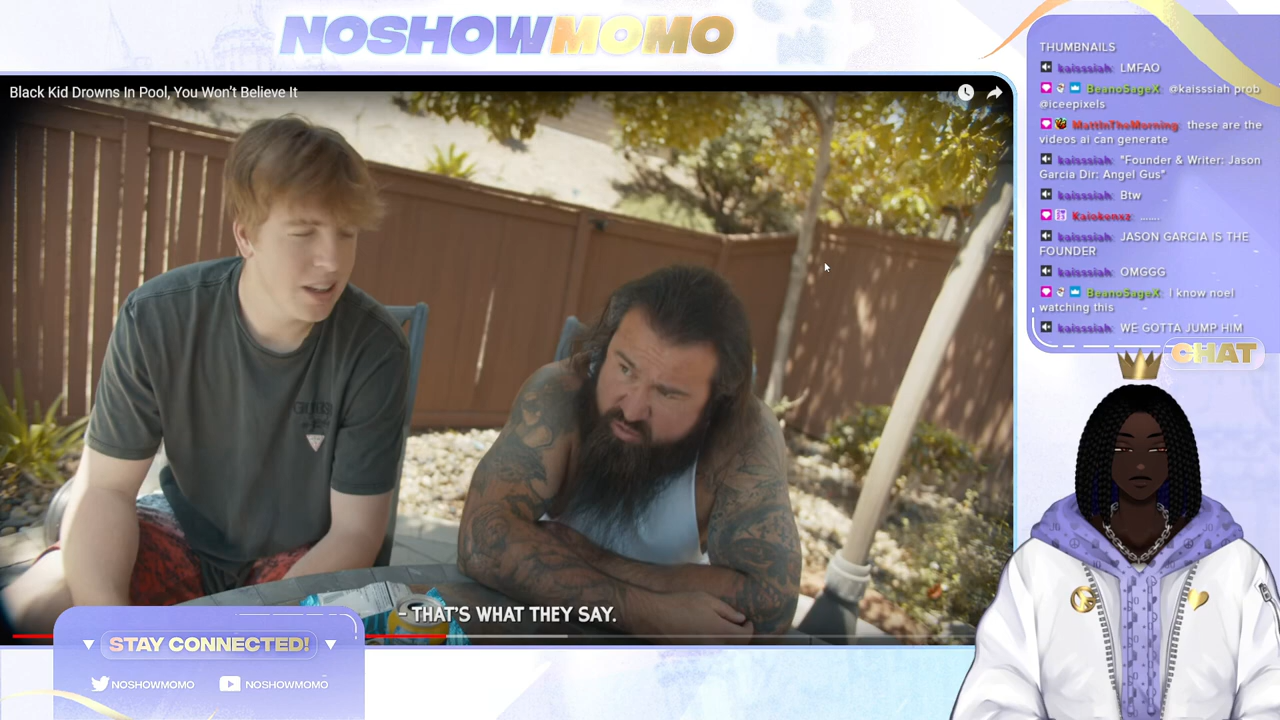 NOSHOWMOMO
Black Kid Drowns In Pool, You Won't Believe It
- THAT'S WHAT THEY SAY.
STAY CONNECTED!
NOSHOWMOMO
NOSHOWMOMO
THUMBNAILS
kaisssiah: LMFAO
BeanoSageX: @kaisssiah prob
@iceepixels
MattInTheMorning: these are the
videos ai can generate
kaisssiah: "Founder & Writer: Jason
Garcia Dir: Angel Gus"
kaisssiah: Btw
Kaiokenxz: .......
kaisssiah: JASON GARCIA IS THE
FOUNDER
kaisssiah: OMGGG
BeanoSageX: I know noel
watching this
kaisssiah: WE GOTTA JUMP HIM
CHAT